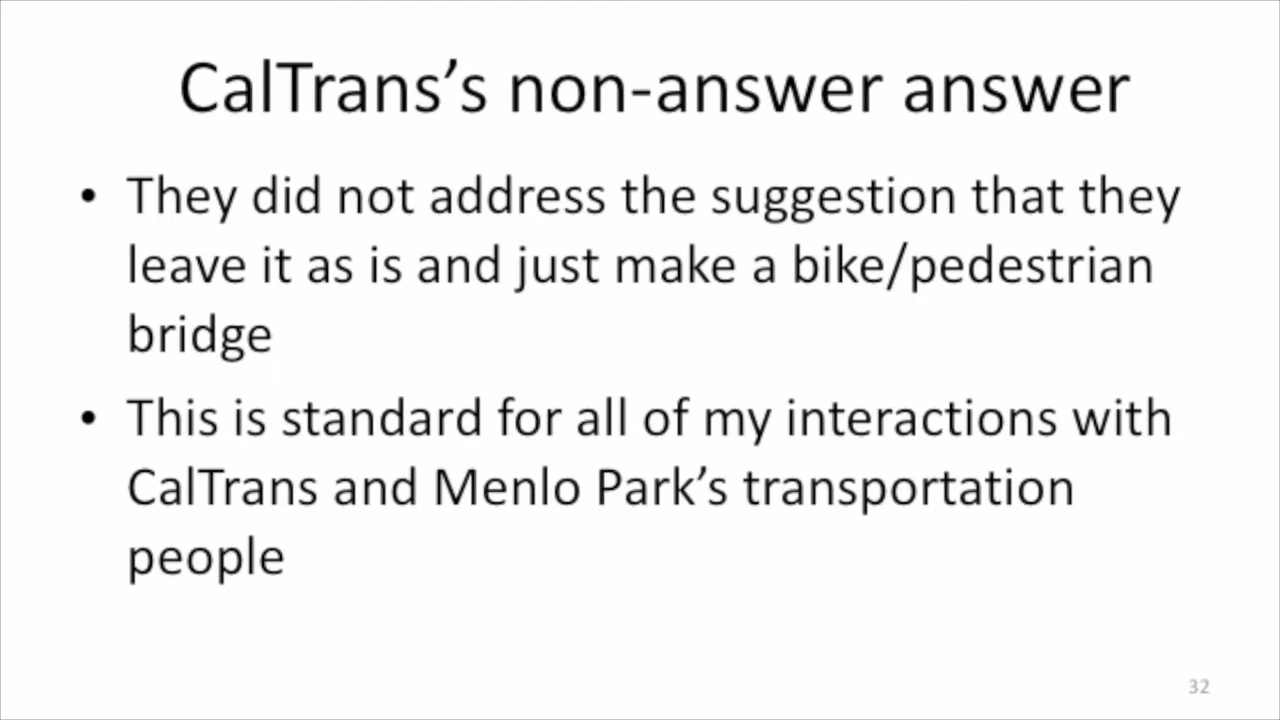 CalTrans’s non-answer answer
• They did not address the suggestion that they
leave it as is and just make a bike/pedestrian
bridge
• This is standard for all of my interactions with
CalTrans and Menlo Park’s transportation
people
32